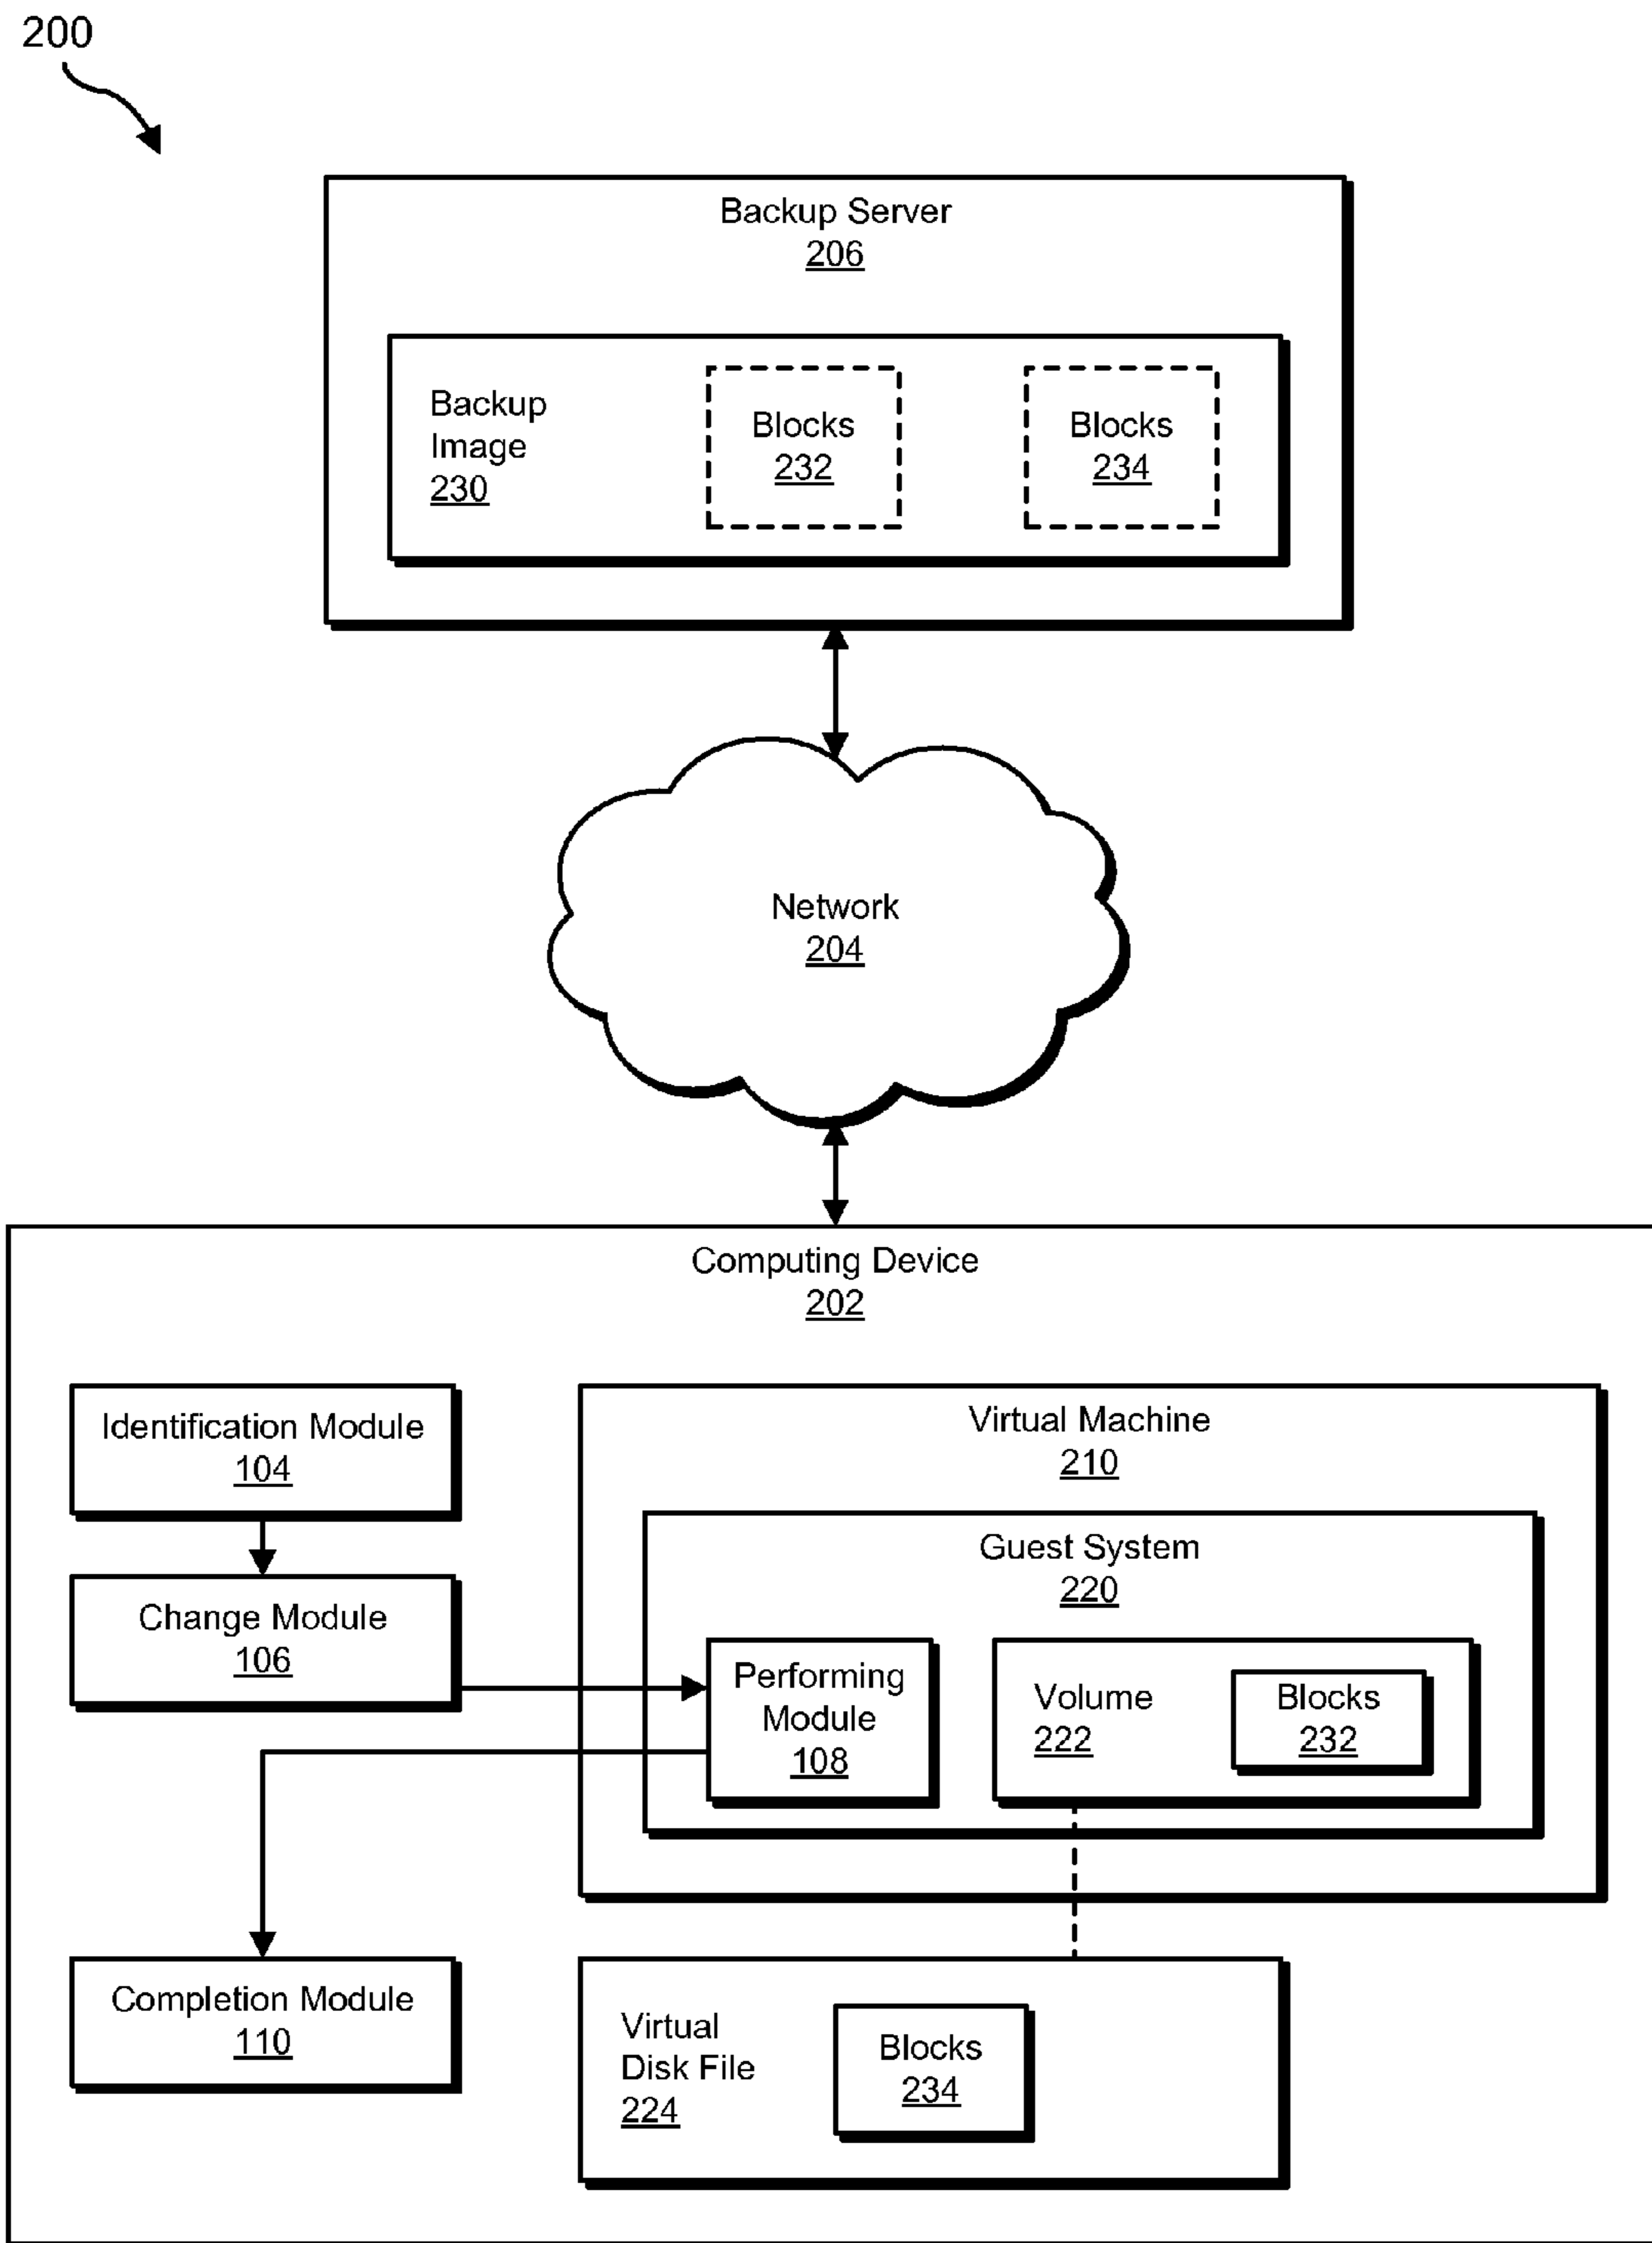 200
Backup Server
206
Backup
Image
230
Blocks
232
Blocks
234
Network
204
Computing Device
202
Identification Module
104
Change Module
106
Virtual Machine
210
Guest System
220
Performing
Module
108
Volume
222
Blocks
232
Completion Module
110
Virtual
Disk File
224
Blocks
234